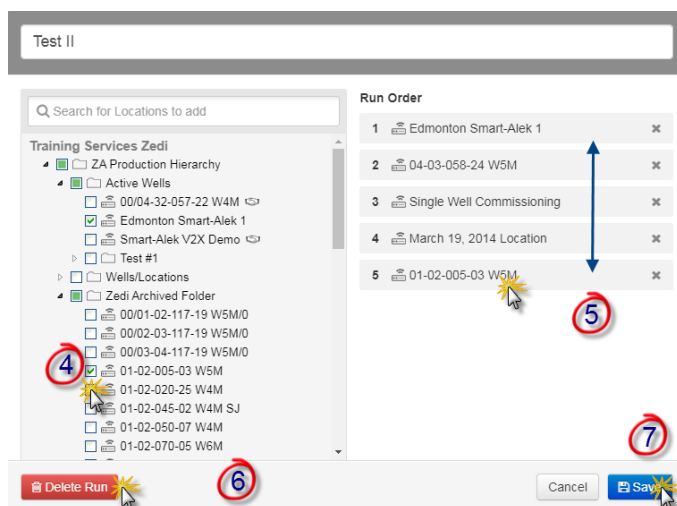 Test II
Search for Locations to add
Training Services Zedi
ZA Production Hierarchy
Active Wells
00/04-32-057-22 W4M
Edmonton Smart-Alek 1
Smart-Alek V2X Demo
Test #1
Wells/Locations
Zedi Archived Folder
00/01-02-117-19 W5M/0
00/02-03-117-19 W5M/0
00/03-04-117-19 W5M/0
4
01-02-005-03 W5M
01-02-020-25 W4M
01-02-045-02 W4M SJ
01-02-050-07 W4M
01-02-070-05 W6M
Run Order
1 Edmonton Smart-Alek 1
2 04-03-058-24 W5M
3 Single Well Commissioning
4 March 19, 2014 Location
5 01-02-005-03 W5M
5
7
Delete Run
6
Cancel
Save